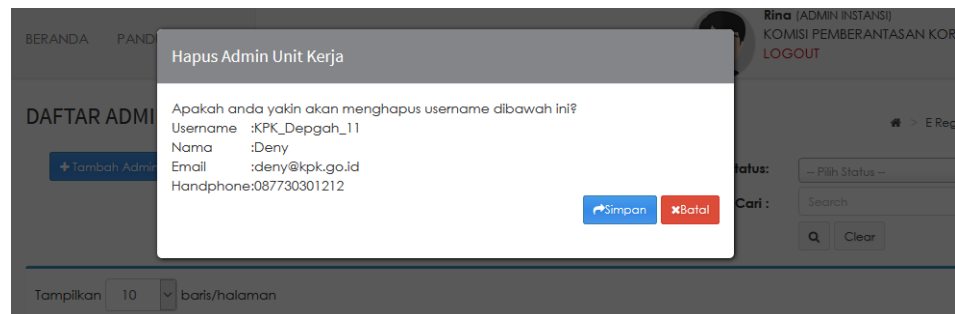 Rina (ADMIN INSTANSI)
BERANDA PAND
KOMISI PEMBERANTASAN KOR
LOGOUT
Hapus Admin Unit Kerja
DAFTAR ADMI
Apakah anda yakin akan menghapus username dibawah ini?
Username :KPK_Depgah_11
Nama :Deny
Email :deny@kpk.go.id
Handphone:087730301212
> E Reg
+Tambah Admin
tatus:
-- Pilih Status --
Simpan
Batal
Cari :
Search
Clear
Tampilkan 10 baris/halaman